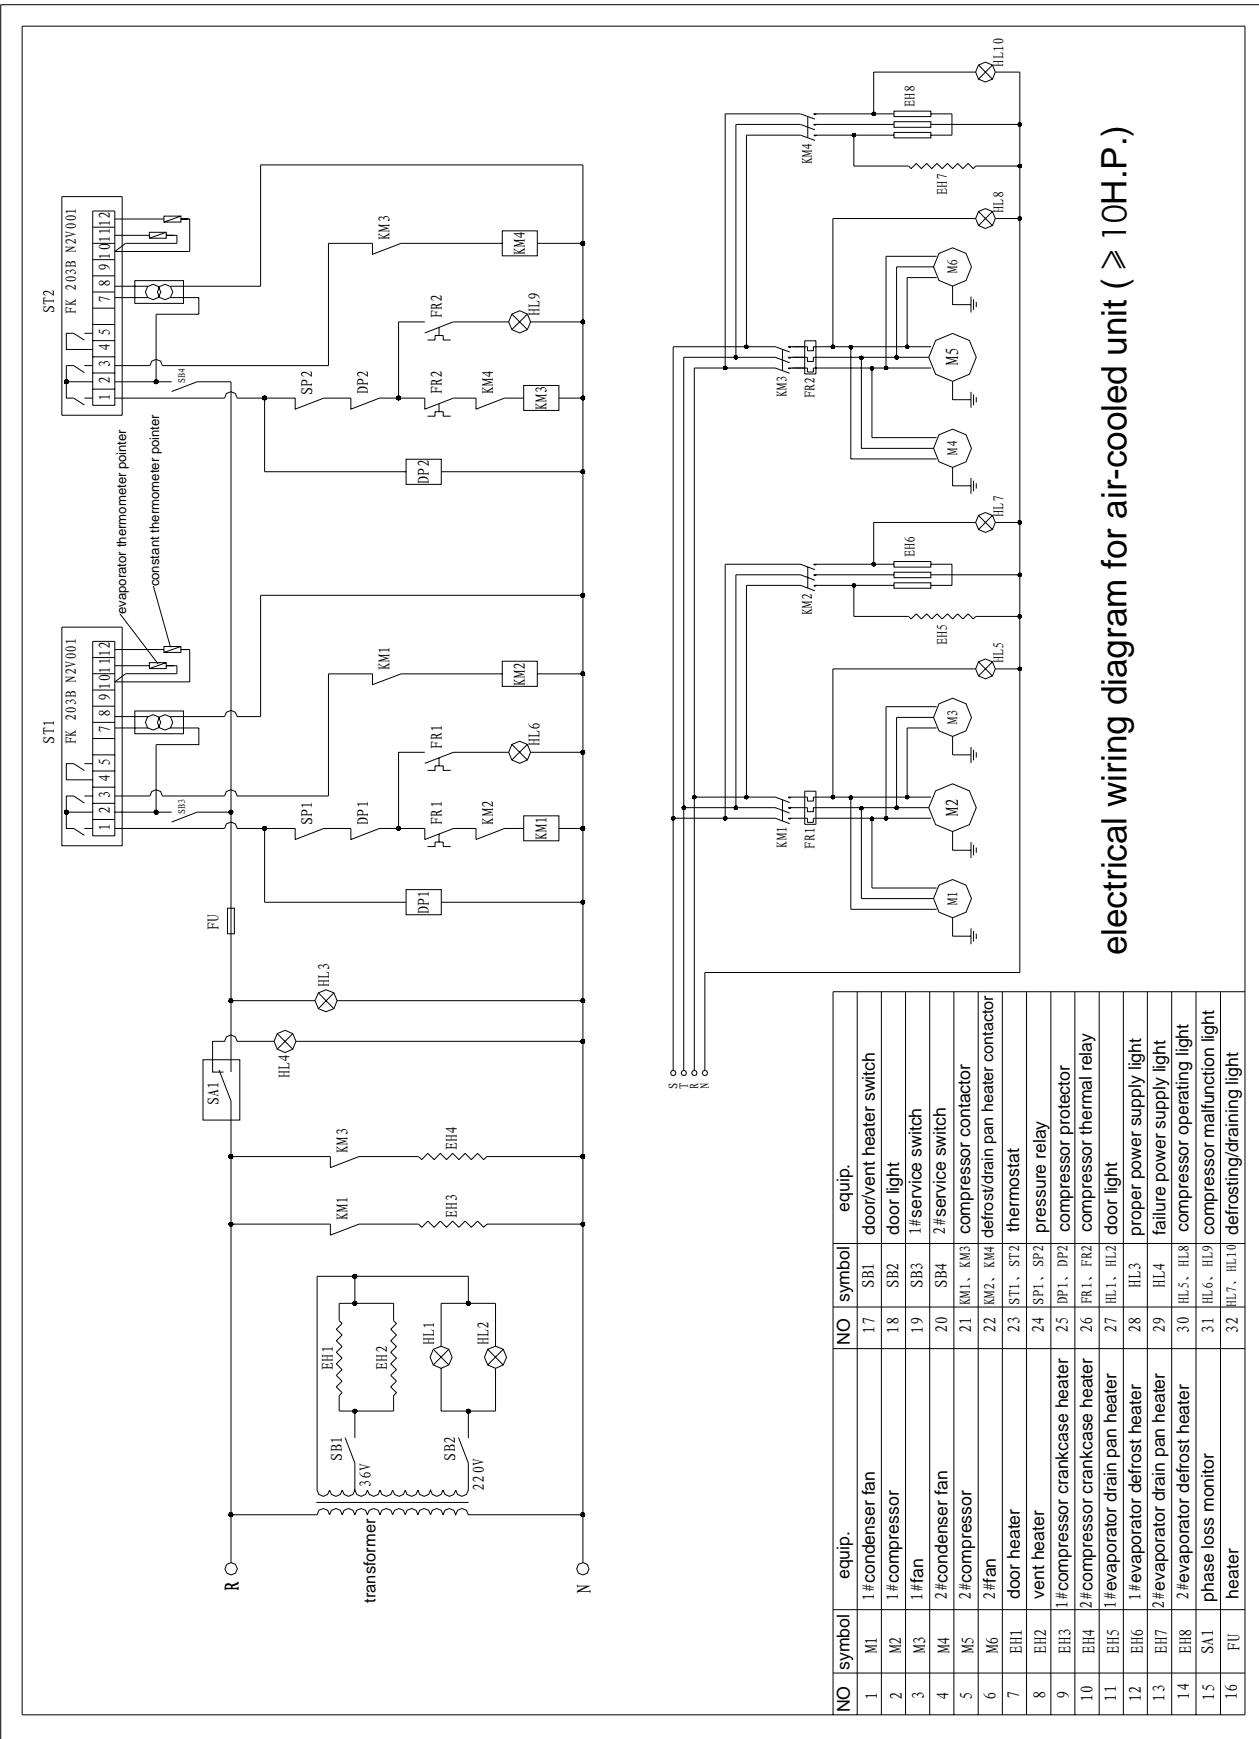 electrical wiring diagram for air-cooled unit ( ⩾ 10H.P.)
R
N
transformer
36V
220V
SB1
SB2
EH1
EH2
HL1
HL2
KM1
EH3
KM3
EH4
SA1
HL4
HL3
FU
ST1
FK 203B N2V001
1 2 3 4 5 7 8 9 10 11 12
evaporator thermometer pointer
constant thermometer pointer
SB3
DP1
SP1
DP1
FR1
KM2
KM1
FR1
HL6
KM1
KM2
ST2
FK 203B N2V001
1 2 3 4 5 7 8 9 10 11 12
SB4
DP2
SP2
DP2
FR2
KM4
KM3
FR2
HL9
KM3
KM4
S
T
R
N
KM1
FR1
M1
M2
M3
HL5
KM2
EH5
EH6
HL7
KM3
FR2
M4
M5
M6
HL8
KM4
EH7
EH8
HL10
NO symbol equip. NO symbol equip.
1 M1 1#condenser fan 17 SB1 door/vent heater switch
2 M2 1#compressor 18 SB2 door light
3 M3 1#fan 19 SB3 1#service switch
4 M4 2#condenser fan 20 SB4 2#service switch
5 M5 2#compressor 21 KM1、KM3 compressor contactor
6 M6 2#fan 22 KM2、KM4 defrost/drain pan heater contactor
7 EH1 door heater 23 ST1、ST2 thermostat
8 EH2 vent heater 24 SP1、SP2 pressure relay
9 EH3 1#compressor crankcase heater 25 DP1、DP2 compressor protector
10 EH4 2#compressor crankcase heater 26 FR1、FR2 compressor thermal relay
11 EH5 1#evaporator drain pan heater 27 HL1、HL2 door light
12 EH6 1#evaporator defrost heater 28 HL3 proper power supply light
13 EH7 2#evaporator drain pan heater 29 HL4 failure power supply light
14 EH8 2#evaporator defrost heater 30 HL5、HL8 compressor operating light
15 SA1 phase loss monitor 31 HL6、HL9 compressor malfunction light
16 FU heater 32 HL7、HL10 defrosting/draining light